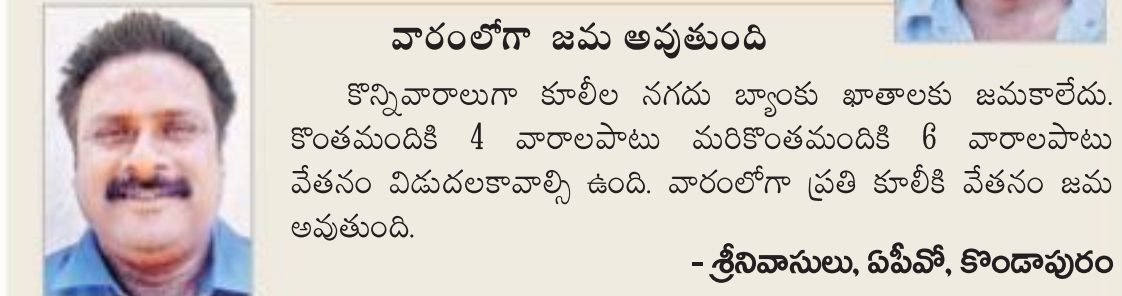 వారంలోగా జమ అవుతుంది
కొన్నివారాలుగా కూలీల నగదు బ్యాంకు ఖాతాలకు జమకాలేదు.
కొంతమందికి 4 వారాలపాటు మరికొంతమందికి 6 వారాలపాటు
వేతనం విడుదలకావాల్సి ఉంది. వారంలోగా ప్రతి కూలీకి వేతనం జమ
అవుతుంది.
- శ్రీనివాసులు, ఏపీవో, కొండాపురం